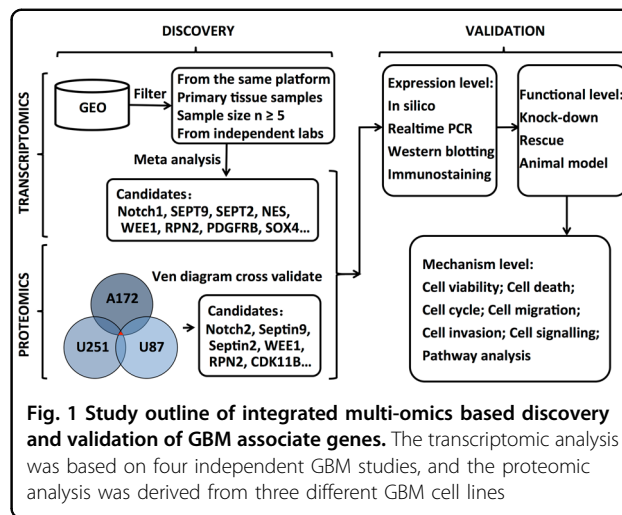 DISCOVERY
VALIDATION
TRANSCRIPTOMICS
GEO
Filter
From the same platform
Primary tissue samples
Sample size n ≥ 5
From independent labs
Meta analysis
Candidates:
Notch1, SEPT9, SEPT2, NES,
WEE1, RPN2, PDGFRB, SOX4...
PROTEOMICS
Ven diagram cross validate
A172
U251
U87
Candidates:
Notch2, Septin9,
Septin2, WEE1,
RPN2, CDK11B...
Expression level:
In silico
Realtime PCR
Western blotting
Immunostaining
Functional level:
Knock-down
Rescue
Animal model
Mechanism level:
Cell viability; Cell death;
Cell cycle; Cell migration;
Cell invasion; Cell signalling;
Pathway analysis
Fig. 1 Study outline of integrated multi-omics based discovery
and validation of GBM associate genes. The transcriptomic analysis
was based on four independent GBM studies, and the proteomic
analysis was derived from three different GBM cell lines